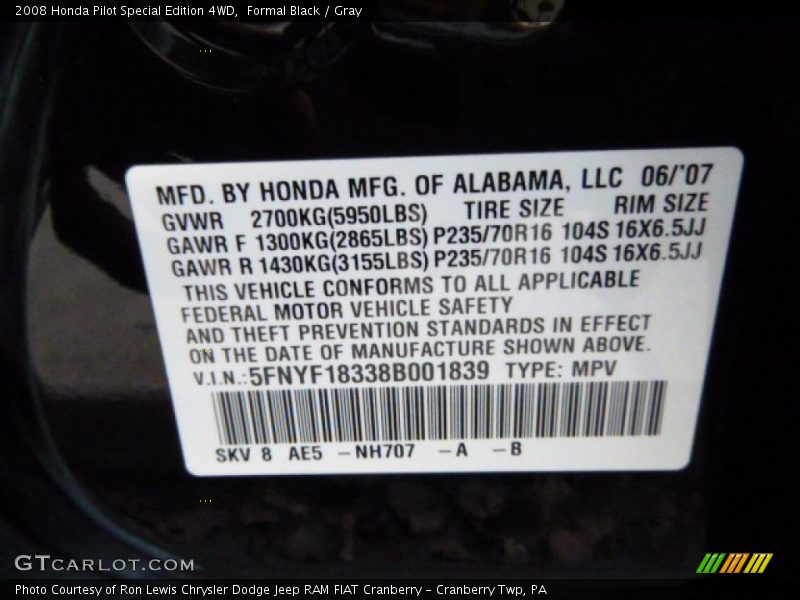 2008 Honda Pilot Special Edition 4WD,  Formal Black / Gray
MFD. BY HONDA MFG. OF ALABAMA, LLC 06/'07
GVWR 2700KG(5950LBS) TIRE SIZE RIM SIZE
GAWR F 1300KG(2865LBS) P235/70R16 104S 16X6.5JJ
GAWR R 1430KG(3155LBS) P235/70R16 104S 16X6.5JJ
THIS VEHICLE CONFORMS TO ALL APPLICABLE
FEDERAL MOTOR VEHICLE SAFETY
AND THEFT PREVENTION STANDARDS IN EFFECT
ON THE DATE OF MANUFACTURE SHOWN ABOVE.
V.I.N.:5FNYF18338B001839 TYPE: MPV
SKV 8 AE5 –NH707 –A –B
GTCARLOT.COM
Photo Courtesy of Ron Lewis Chrysler Dodge Jeep RAM FIAT Cranberry – Cranberry Twp, PA